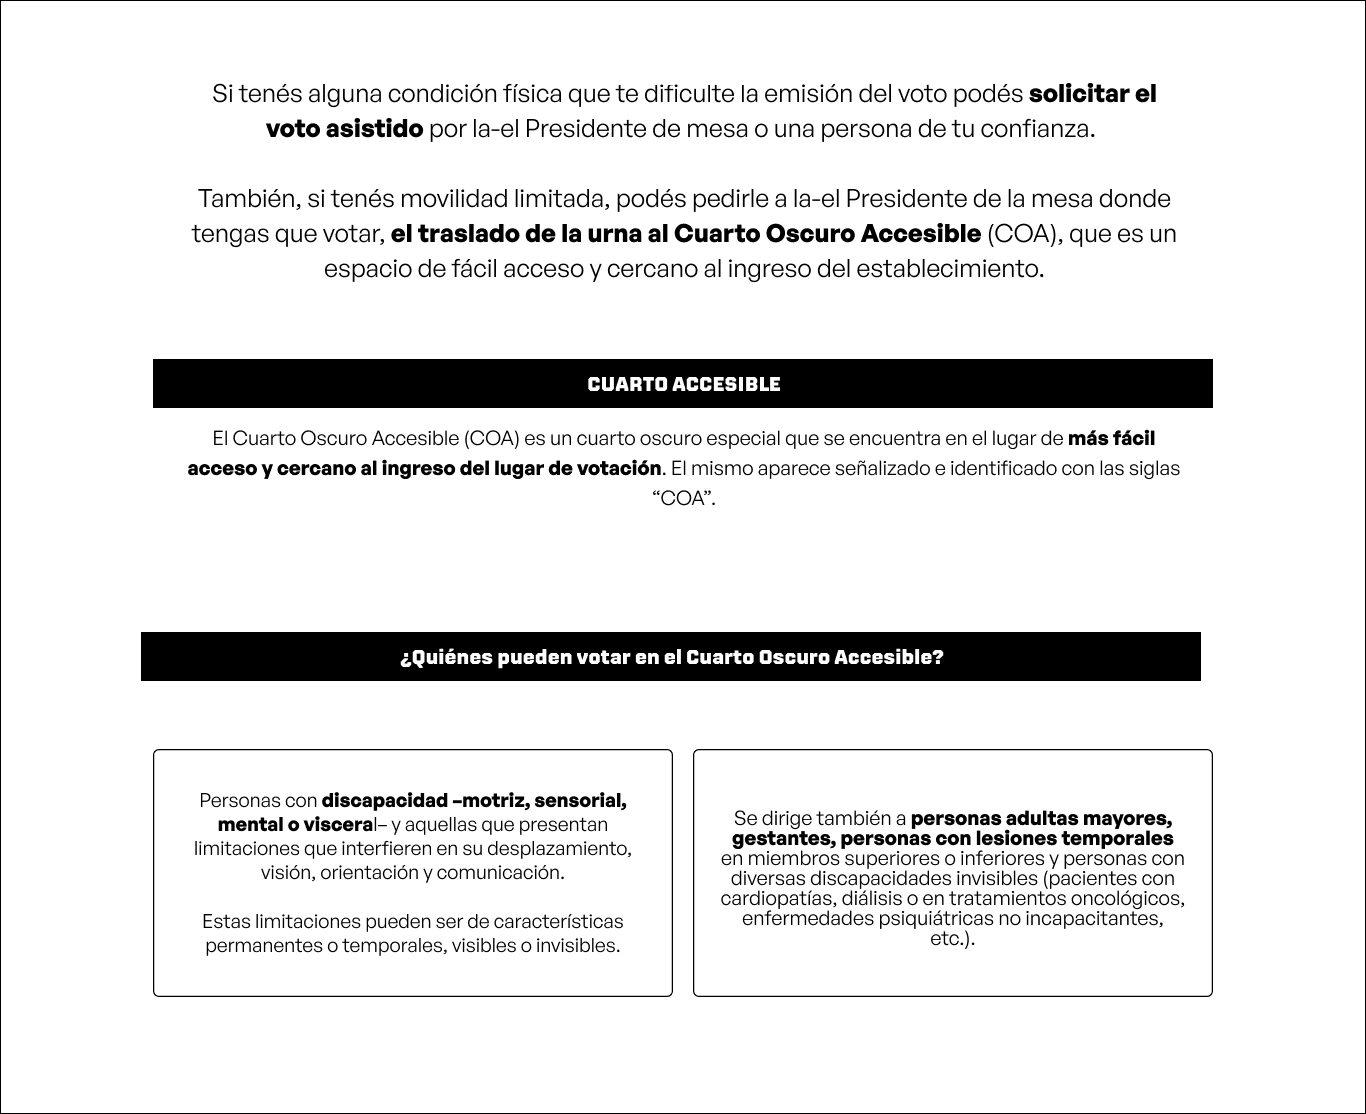 Si tenés alguna condición física que te dificulte la emisión del voto podés solicitar el
voto asistido por la-el Presidente de mesa o una persona de tu confianza.
También, si tenés movilidad limitada, podés pedirle a la-el Presidente de la mesa donde
tengas que votar, el traslado de la urna al Cuarto Oscuro Accesible (COA), que es un
espacio de fácil acceso y cercano al ingreso del establecimiento.
CUARTO ACCESIBLE
El Cuarto Oscuro Accesible (COA) es un cuarto oscuro especial que se encuentra en el lugar de más fácil
acceso y cercano al ingreso del lugar de votación. El mismo aparece señalizado e identificado con las siglas
“COA”.
¿Quiénes pueden votar en el Cuarto Oscuro Accesible?
Personas con discapacidad –motriz, sensorial,
mental o visceral– y aquellas que presentan
limitaciones que interfieren en su desplazamiento,
visión, orientación y comunicación.
Estas limitaciones pueden ser de características
permanentes o temporales, visibles o invisibles.
Se dirige también a personas adultas mayores,
gestantes, personas con lesiones temporales
en miembros superiores o inferiores y personas con
diversas discapacidades invisibles (pacientes con
cardiopatías, diálisis o en tratamientos oncológicos,
enfermedades psiquiátricas no incapacitantes,
etc.).